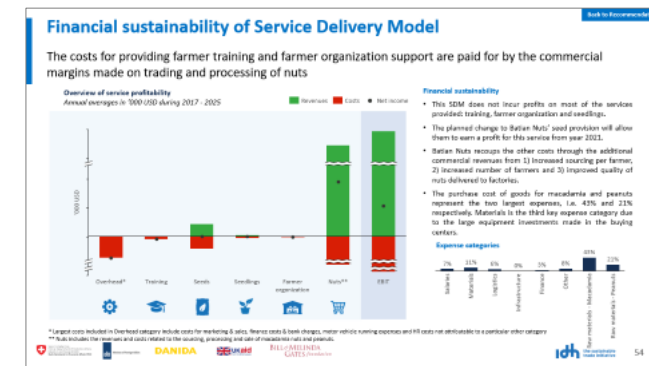 Back to Recommendat
Financial sustainability of Service Delivery Model
The costs for providing farmer training and farmer organization support are paid for by the commercial
margins made on trading and processing of nuts
Overview of service profitability
Annual averages in '000 USD during 2017 - 2025
Revenues Costs Net income
'000 USD
Overhead* Training Seeds Seedlings Farmer organization Nuts** EBIT
Financial sustainability
• This SDM does not incur profits on most of the services
provided: training, farmer organization and seedlings.
• The planned change to Batian Nuts' seed provision will allow
them to earn a profit for this service from year 2021.
• Batian Nuts recoups the other costs through the additional
commercial revenues from 1) increased sourcing per farmer,
2) increased number of farmers and 3) improved quality of
nuts delivered to factories.
• The purchase cost of goods for macadamia and peanuts
represent the two largest expenses, i.e. 43% and 21%
respectively. Materials is the third key expense category due
to the large equipment investments made in the buying
centers.
Expense categories
7% 11% 6% 0% 5% 8% 43% 21%
Salaries
Materials
Logistics
Infrastructure
Finance
Other
Raw materials - Macadamia
Raw materials - Peanuts
* Largest costs included in Overhead category include costs for marketing & sales, finance costs & bank charges, motor vehicle running expenses and HR costs not attributable to a particular other category
** Nuts includes the revenues and costs related to the sourcing, processing and sale of macadamia nuts and peanuts.
DANIDA
ukaid
BILL & MELINDA
GATES foundation
idh the sustainable
trade initiative
54